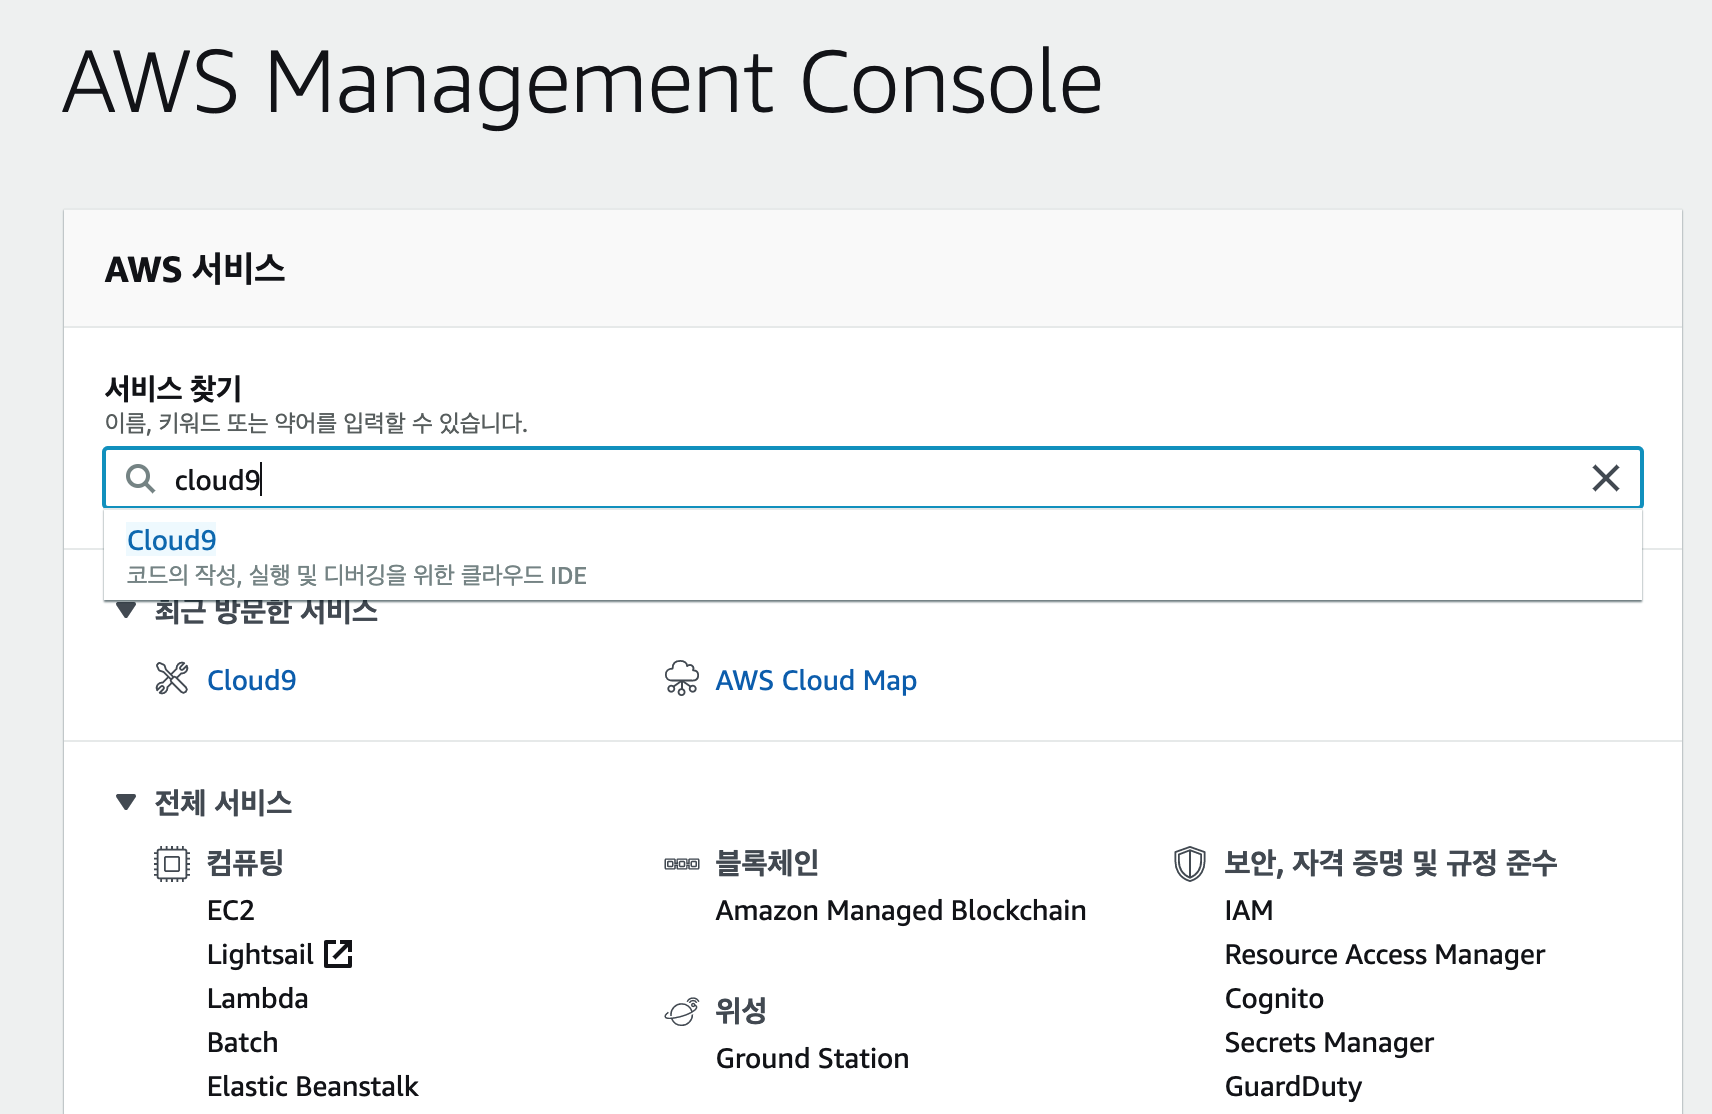 AWS Management Console
AWS 서비스
서비스 찾기
이름, 키워드 또는 약어를 입력할 수 있습니다.
cloud9
Cloud9
코드의 작성, 실행 및 디버깅을 위한 클라우드 IDE
최근 방문한 서비스
Cloud9
AWS Cloud Map
전체 서비스
컴퓨팅
EC2
Lightsail
Lambda
Batch
Elastic Beanstalk
블록체인
Amazon Managed Blockchain
위성
Ground Station
보안, 자격 증명 및 규정 준수
IAM
Resource Access Manager
Cognito
Secrets Manager
GuardDuty